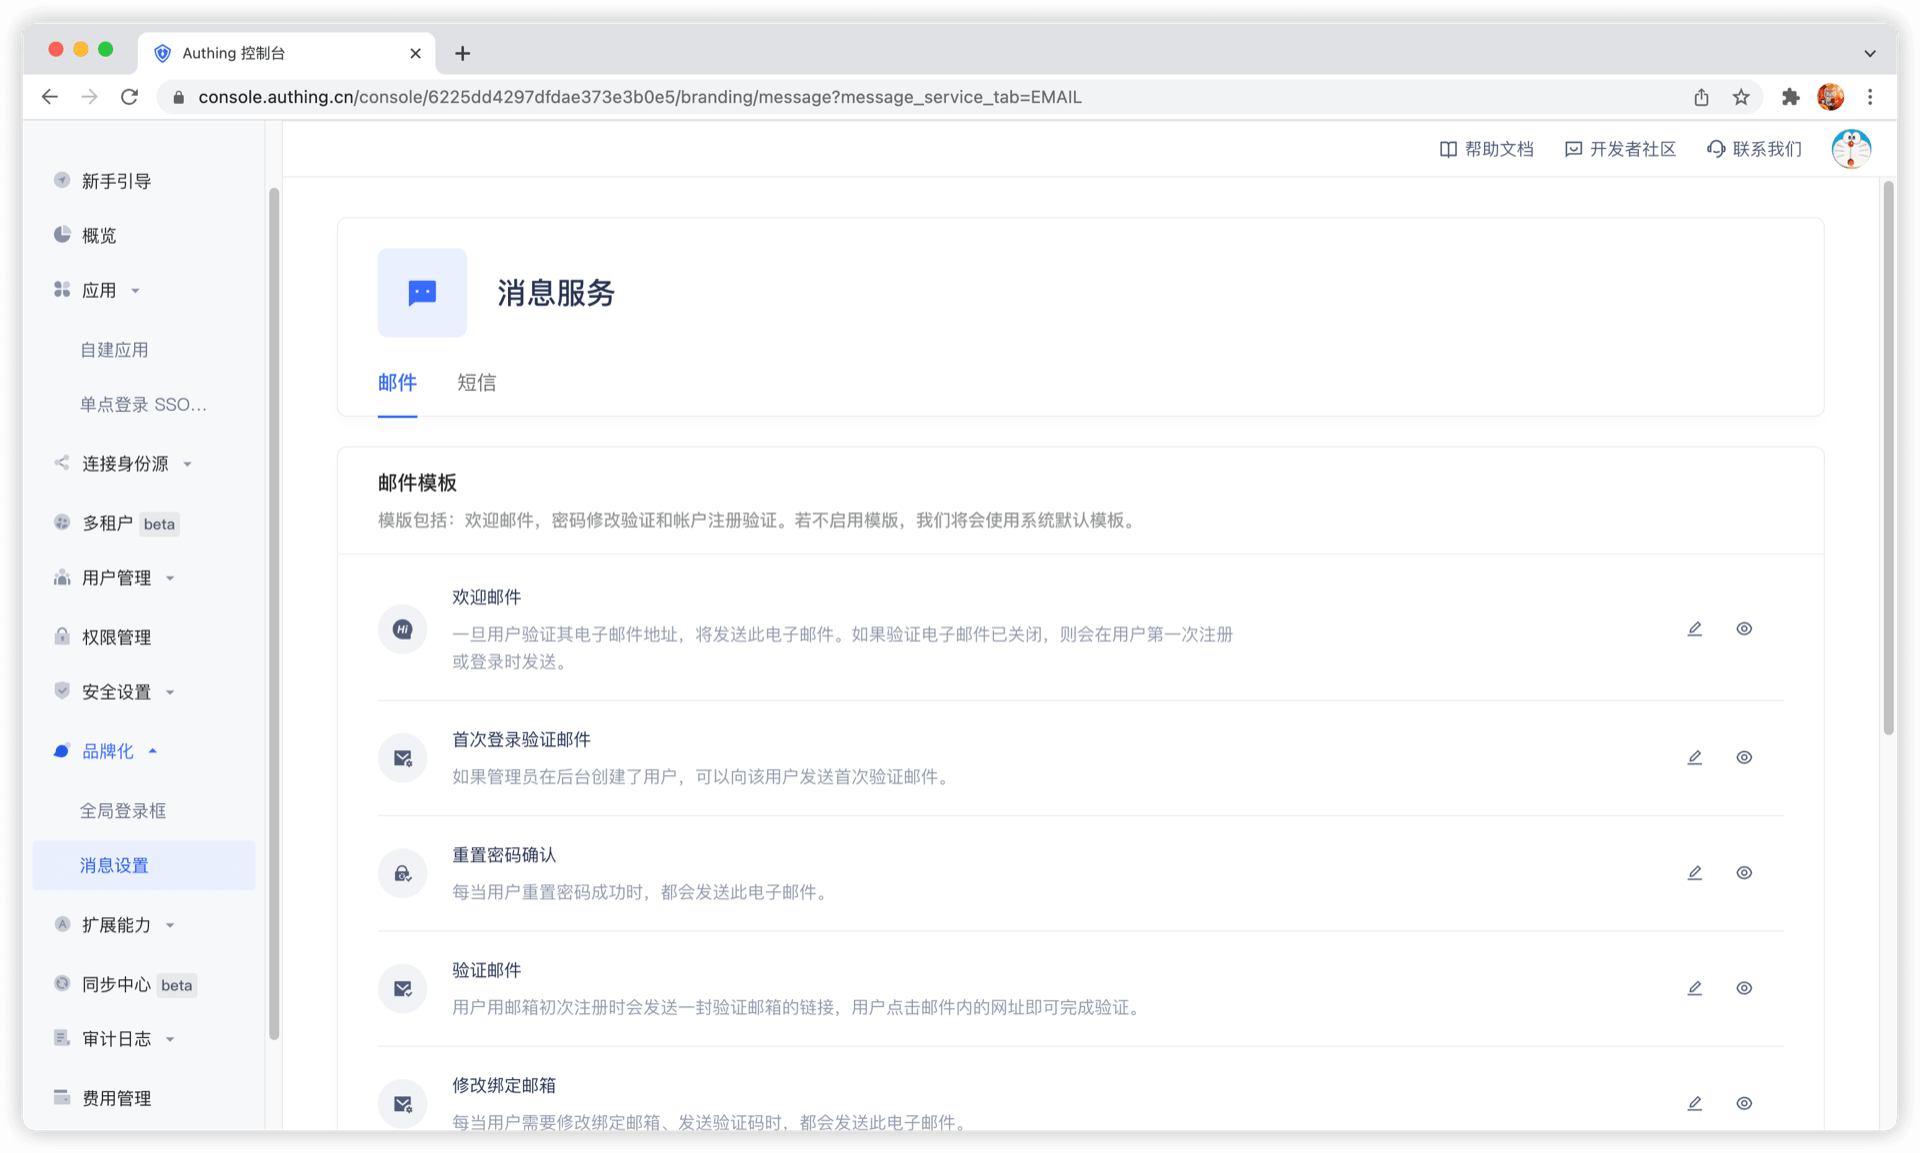 Authing 控制台
console.authing.cn/console/6225dd4297dfdae373e3b0e5/branding/message?message_service_tab=EMAIL
帮助文档
开发者社区
联系我们
新手引导
概览
应用
自建应用
单点登录 SSO...
连接身份源
多租户 beta
用户管理
权限管理
安全设置
品牌化
全局登录框
消息设置
扩展能力
同步中心 beta
审计日志
费用管理
消息服务
邮件
短信
邮件模板
模版包括：欢迎邮件，密码修改验证和帐户注册验证。若不启用模版，我们将会使用系统默认模板。
Hi
欢迎邮件
一旦用户验证其电子邮件地址，将发送此电子邮件。如果验证电子邮件已关闭，则会在用户第一次注册
或登录时发送。
首次登录验证邮件
如果管理员在后台创建了用户，可以向该用户发送首次验证邮件。
重置密码确认
每当用户重置密码成功时，都会发送此电子邮件。
验证邮件
用户用邮箱初次注册时会发送一封验证邮箱的链接，用户点击邮件内的网址即可完成验证。
修改绑定邮箱
每当用户需要修改绑定邮箱、发送验证码时，都会发送此电子邮件。